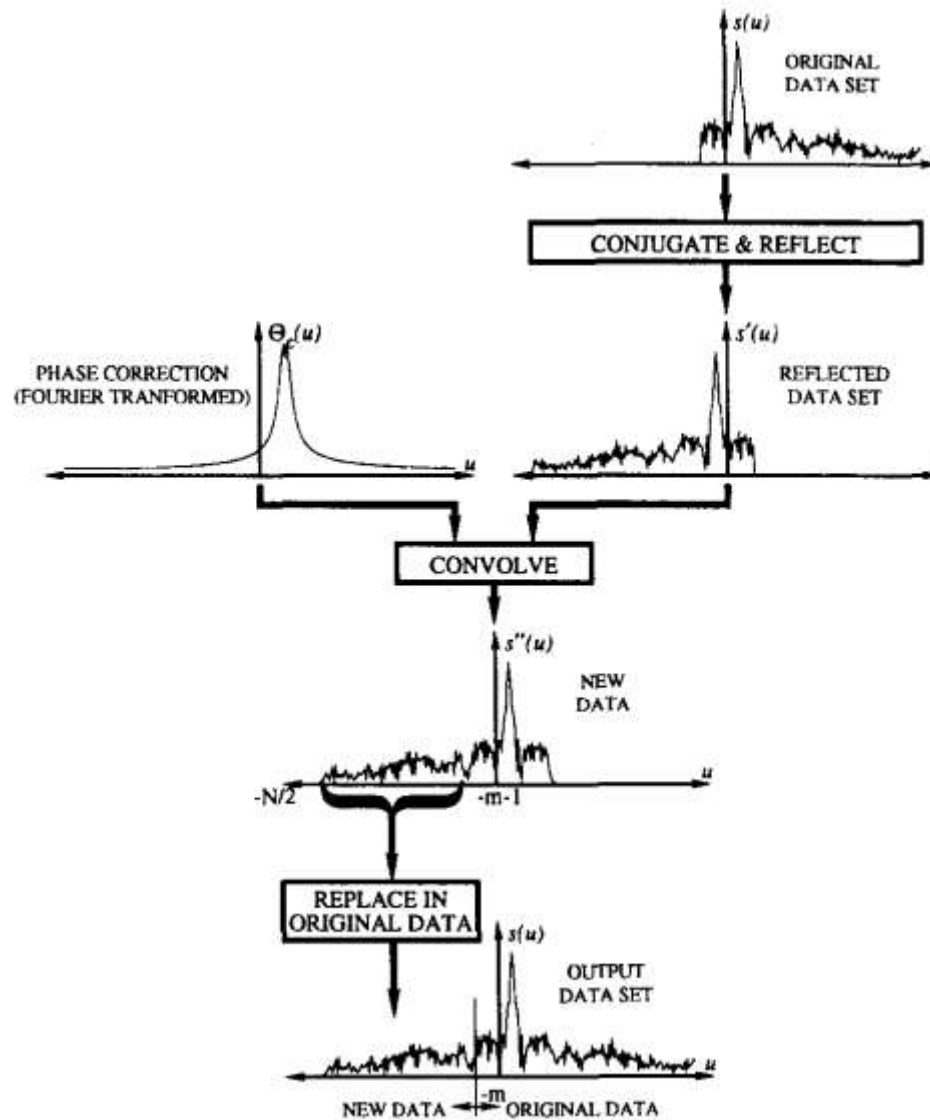 s(u)
ORIGINAL
DATA SET
CONJUGATE & REFLECT
Θc(u)
s'(u)
PHASE CORRECTION
(FOURIER TRANFORMED)
REFLECTED
DATA SET
u
CONVOLVE
s''(u)
NEW
DATA
u
-N/2
-m-1
REPLACE IN
ORIGINAL DATA
s(u)
OUTPUT
DATA SET
u
-m
NEW DATA
ORIGINAL DATA